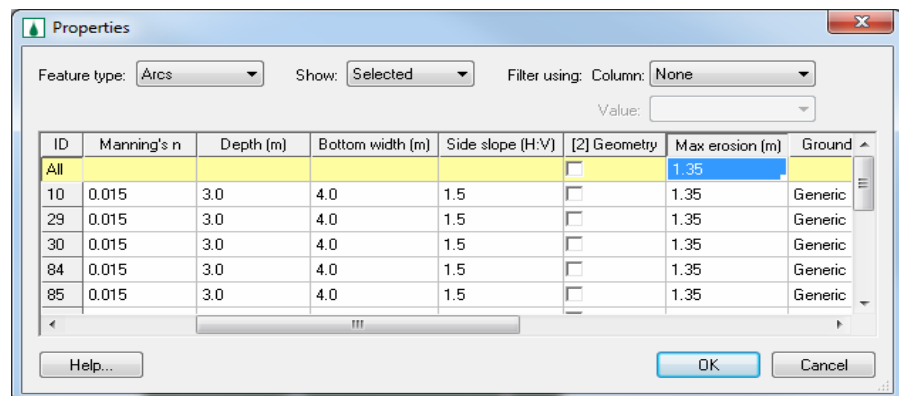 Properties
Feature type: Arcs Show: Selected Filter using: Column: None
Value:
ID Manning's n Depth (m) Bottom width (m) Side slope (H:V) [2] Geometry Max erosion (m) Ground
All 1.35
10 0.015 3.0 4.0 1.5 1.35 Generic
29 0.015 3.0 4.0 1.5 1.35 Generic
30 0.015 3.0 4.0 1.5 1.35 Generic
84 0.015 3.0 4.0 1.5 1.35 Generic
85 0.015 3.0 4.0 1.5 1.35 Generic
Help... OK Cancel